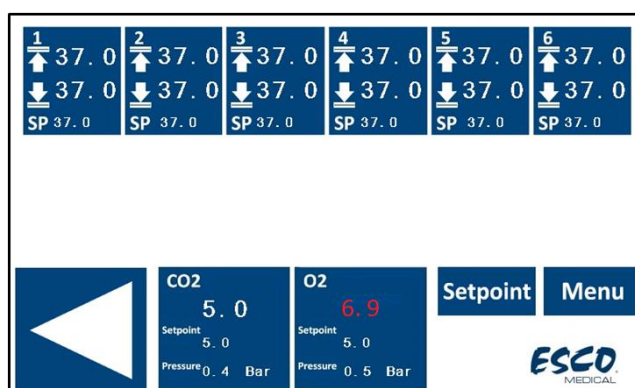 1 2 3 4 5 6
37.0 37.0 37.0 37.0 37.0 37.0
37.0 37.0 37.0 37.0 37.0 37.0
SP 37.0 SP 37.0 SP 37.0 SP 37.0 SP 37.0 SP 37.0
CO2
5.0
Setpoint
5.0
Pressure 0.4 Bar
O2
6.9
Setpoint
5.0
Pressure 0.5 Bar
Setpoint
Menu
ESCO
MEDICAL